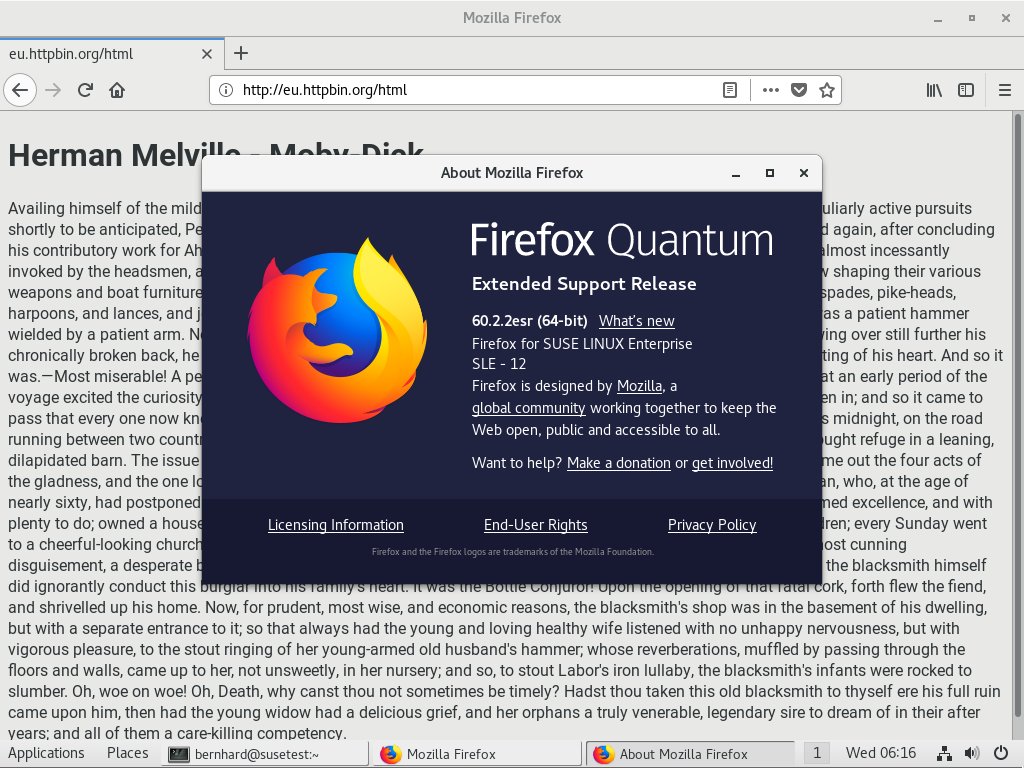 Mozilla Firefox
eu.httpbin.org/html
http://eu.httpbin.org/html
Herman Melville - Moby-Dick
About Mozilla Firefox
Firefox Quantum
Extended Support Release
60.2.2esr (64-bit) What's new
Firefox for SUSE LINUX Enterprise
SLE - 12
Firefox is designed by Mozilla, a
global community working together to keep the
Web open, public and accessible to all.
Want to help? Make a donation or get involved!
Licensing Information End-User Rights Privacy Policy
Firefox and the Firefox logos are trademarks of the Mozilla Foundation.
Availing himself of the mild uliarly active pursuits
shortly to be anticipated, Pe d again, after concluding
his contributory work for Ah almost incessantly
invoked by the headsmen, a w shaping their various
weapons and boat furniture spades, pike-heads,
harpoons, and lances, and j as a patient hammer
wielded by a patient arm. N ving over still further his
chronically broken back, he ting of his heart. And so it
was.—Most miserable! A pe at an early period of the
voyage excited the curiosity en in; and so it came to
pass that every one now kn s midnight, on the road
running between two countr ought refuge in a leaning,
dilapidated barn. The issue me out the four acts of
the gladness, and the one lo an, who, at the age of
nearly sixty, had postponed med excellence, and with
plenty to do; owned a house dren; every Sunday went
to a cheerful-looking church most cunning
disguisement, a desperate b the blacksmith himself
did ignorantly conduct this burglar into his family's heart. It was the Bottle Conjuror! Upon the opening of that fatal cork, forth flew the fiend,
and shrivelled up his home. Now, for prudent, most wise, and economic reasons, the blacksmith's shop was in the basement of his dwelling,
but with a separate entrance to it; so that always had the young and loving healthy wife listened with no unhappy nervousness, but with
vigorous pleasure, to the stout ringing of her young-armed old husband's hammer; whose reverberations, muffled by passing through the
floors and walls, came up to her, not unsweetly, in her nursery; and so, to stout Labor's iron lullaby, the blacksmith's infants were rocked to
slumber. Oh, woe on woe! Oh, Death, why canst thou not sometimes be timely? Hadst thou taken this old blacksmith to thyself ere his full ruin
came upon him, then had the young widow had a delicious grief, and her orphans a truly venerable, legendary sire to dream of in their after
years; and all of them a care-killing competency.
Applications Places bernhard@susetest:~ Mozilla Firefox About Mozilla Firefox 1 Wed 06:16